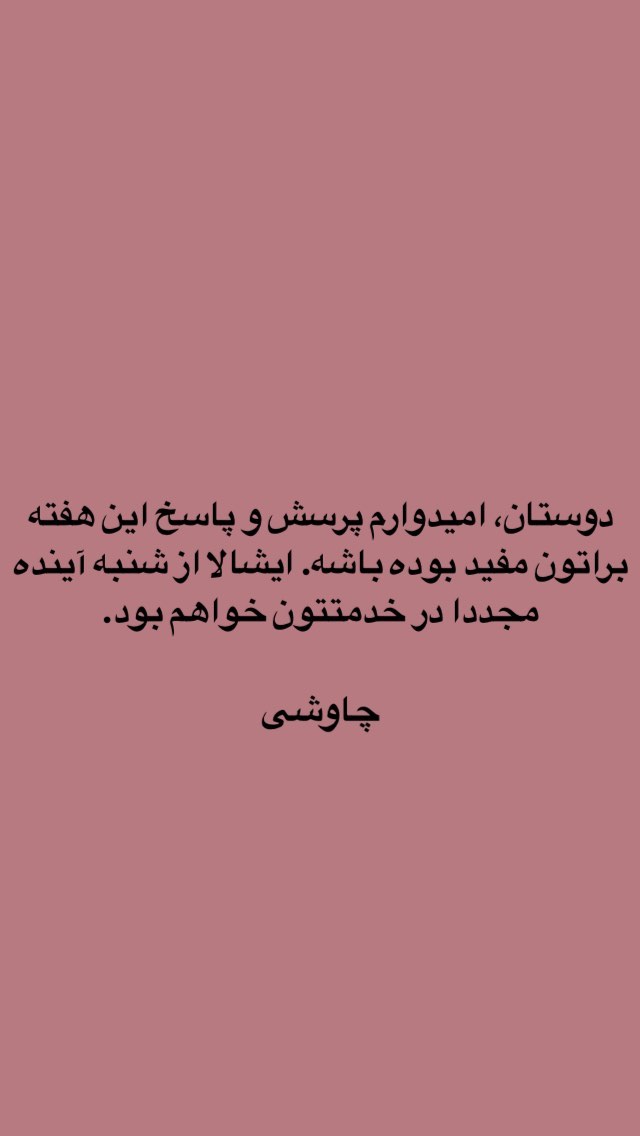 دوستان، امیدوارم پرسش و پاسخ این هفته
براتون مفید بوده باشه. ایشالا از شنبه آینده
مجددا در خدمتتون خواهم بود.
چاوشی